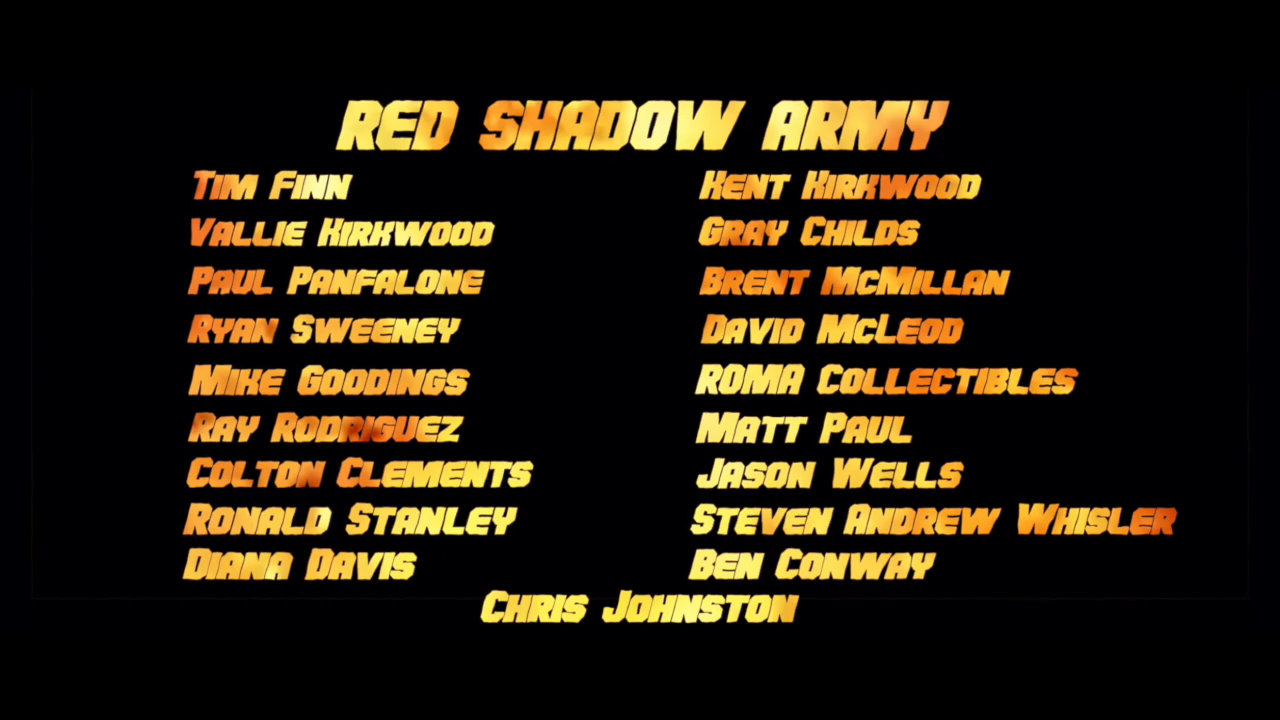 RED SHADOW ARMY
TIM FINN
KENT KIRKWOOD
VALLIE KIRKWOOD
GRAY CHILDS
PAUL PANFALONE
BRENT MCMILLAN
RYAN SWEENEY
DAVID MCLEOD
MIKE GOODINGS
ROMA COLLECTIBLES
RAY RODRIGUEZ
MATT PAUL
COLTON CLEMENTS
JASON WELLS
RONALD STANLEY
STEVEN ANDREW WHISLER
DIANA DAVIS
BEN CONWAY
CHRIS JOHNSTON